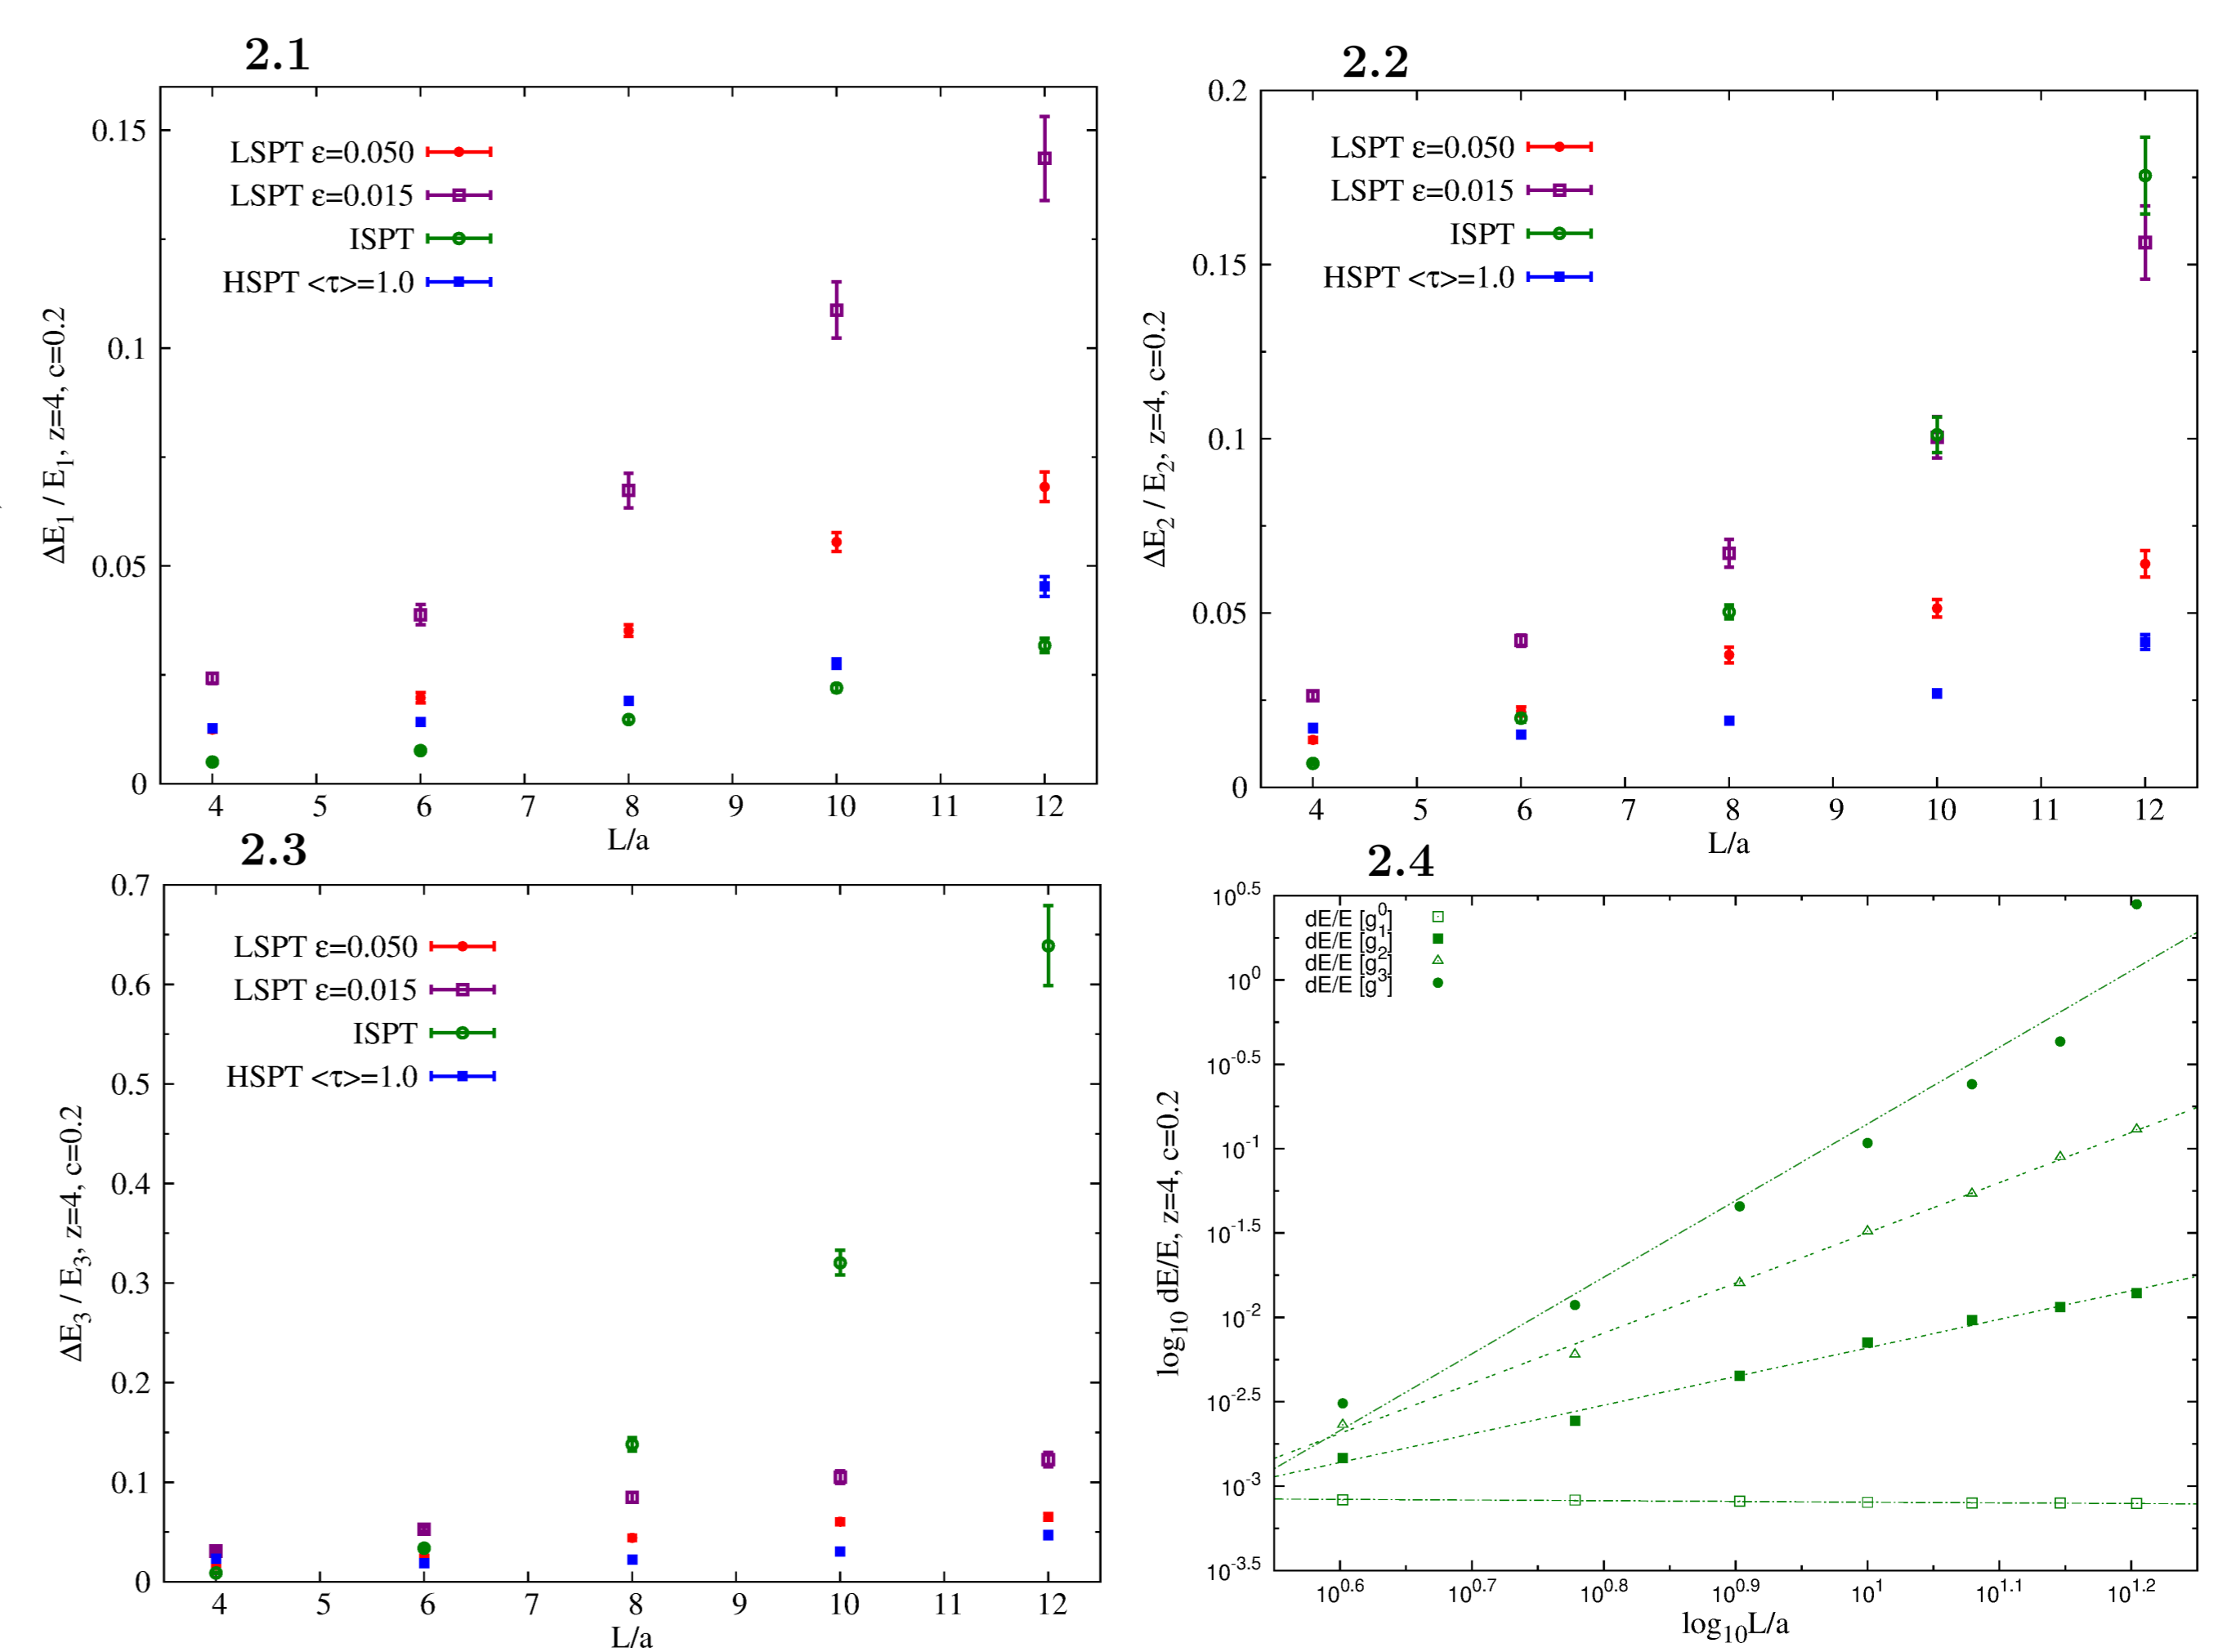 2.1
0.15
0.1
0.05
0
ΔE₁ / E₁, z=4, c=0.2
LSPT ε=0.050
LSPT ε=0.015
ISPT
HSPT <τ>=1.0
4 5 6 7 8 9 10 11 12
L/a
2.2
0.2
0.15
0.1
0.05
0
ΔE₂ / E₂, z=4, c=0.2
LSPT ε=0.050
LSPT ε=0.015
ISPT
HSPT <τ>=1.0
4 5 6 7 8 9 10 11 12
L/a
2.3
0.7
0.6
0.5
0.4
0.3
0.2
0.1
0
ΔE₃ / E₃, z=4, c=0.2
LSPT ε=0.050
LSPT ε=0.015
ISPT
HSPT <τ>=1.0
4 5 6 7 8 9 10 11 12
L/a
2.4
10^0.5
10^0
10^-0.5
10^-1
10^-1.5
10^-2
10^-2.5
10^-3
10^-3.5
log₁₀ dE/E, z=4, c=0.2
dE/E [g⁰]
dE/E [g¹]
dE/E [g²]
dE/E [g³]
10^0.6 10^0.7 10^0.8 10^0.9 10^1 10^1.1 10^1.2
log₁₀L/a